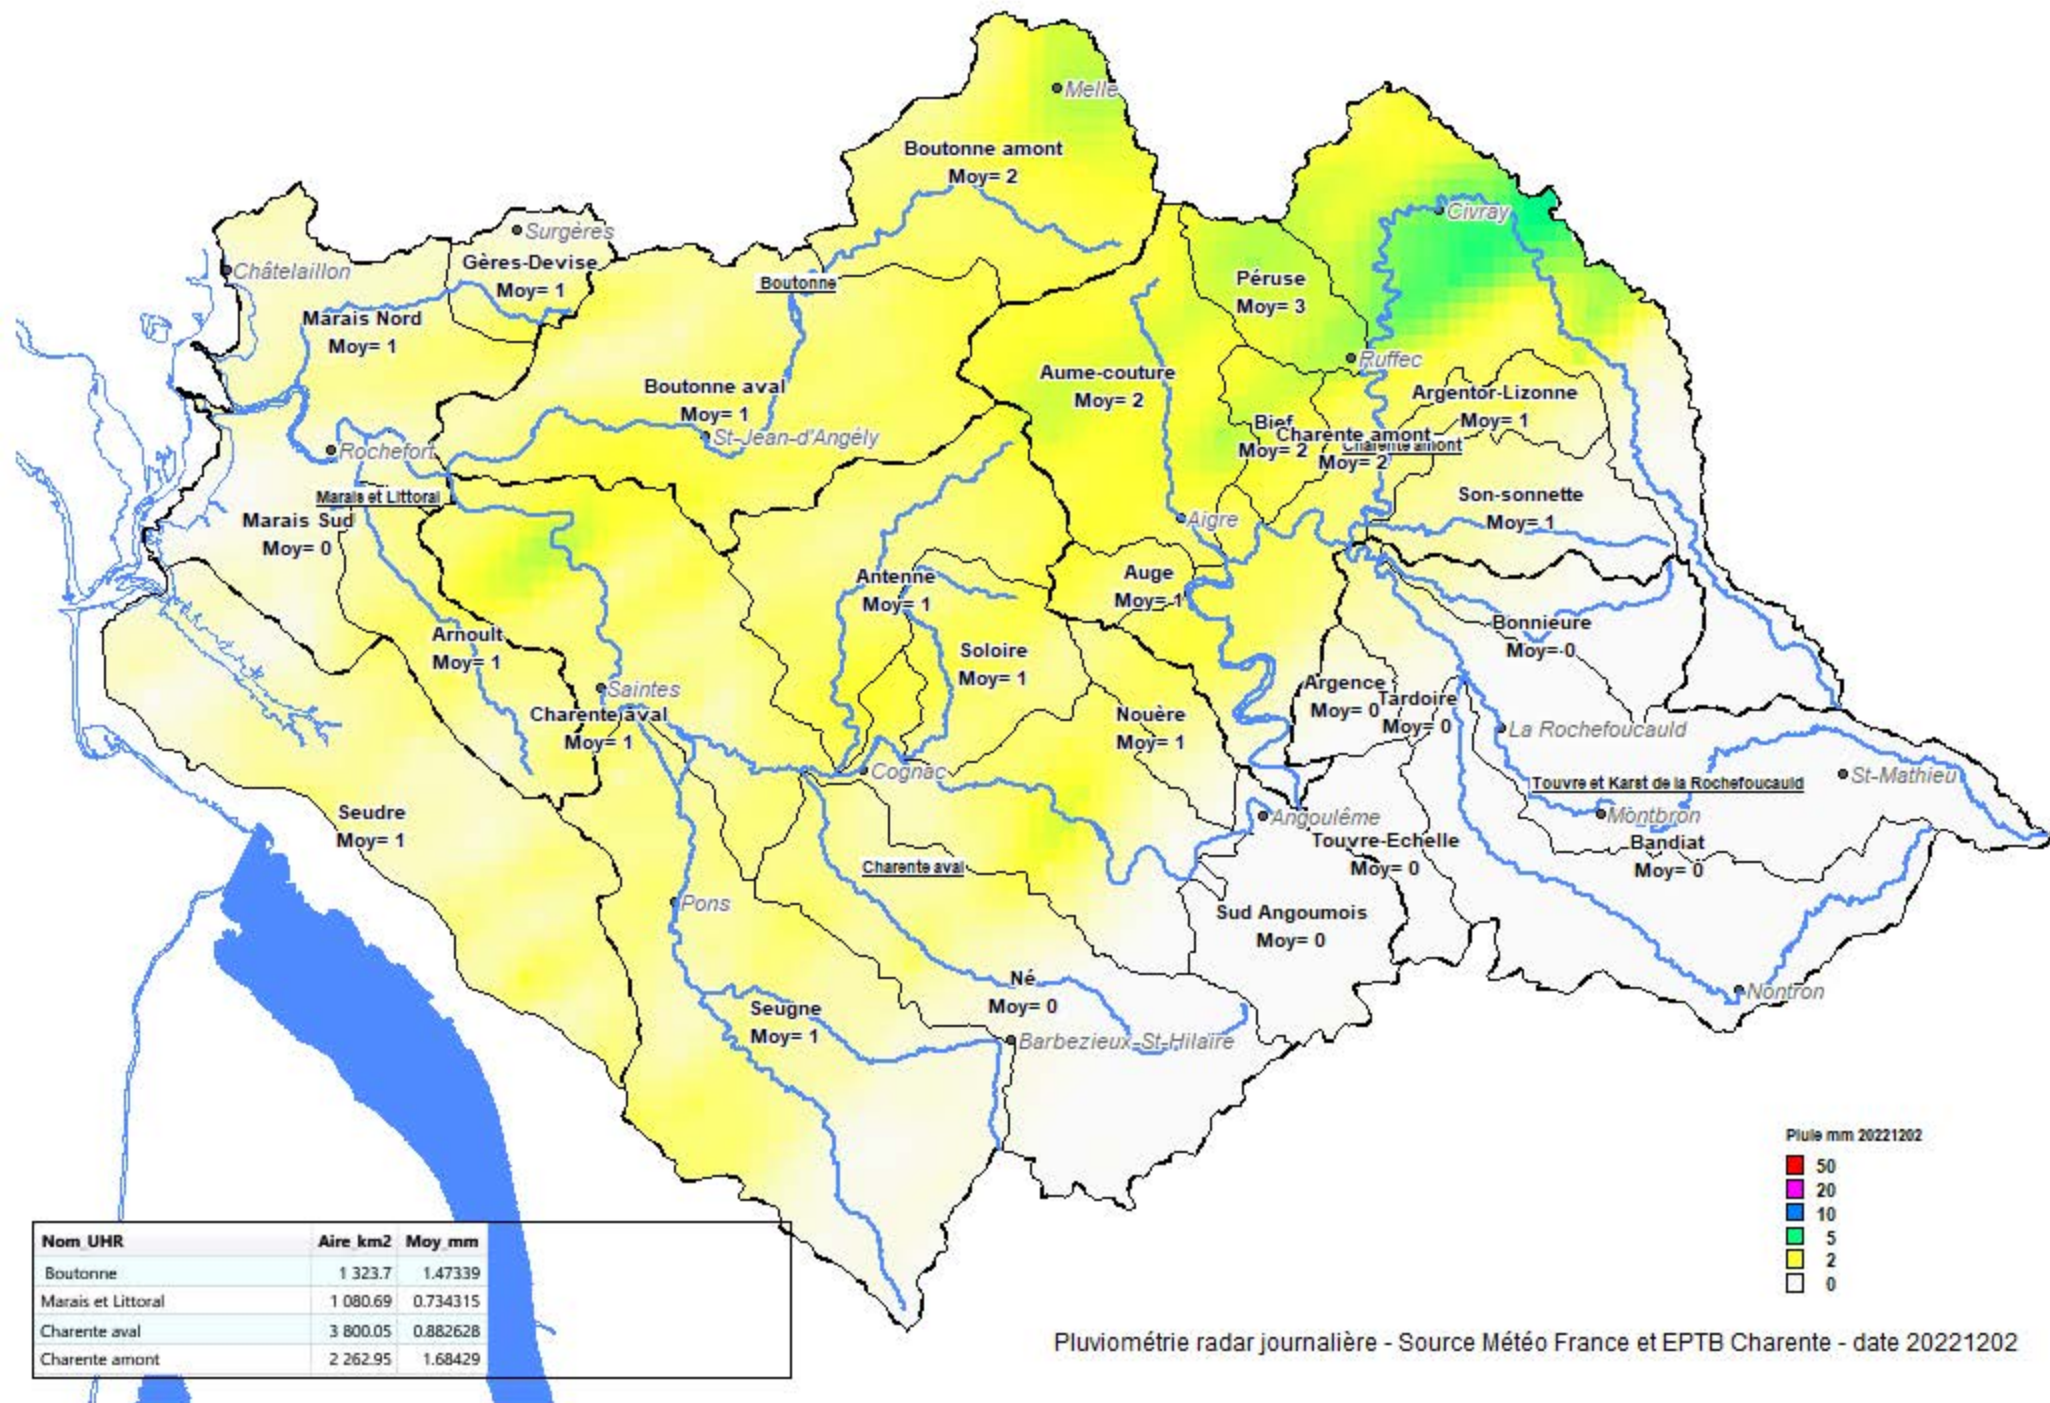 Melle
Boutonne amont
Moy= 2
Civray
Surgères
Gères-Devise
Moy= 1
Châtelaillon
Boutonne
Péruse
Moy= 3
Marais Nord
Moy= 1
Ruffec
Aume-couture
Moy= 2
Boutonne aval
Moy= 1
Argentor-Lizonne
Moy= 1
St-Jean-d'Angély
Bief
Moy= 2
Charente amont
Moy= 2
Charente amont
Rochefort
Marais et Littoral
Son-sonnette
Moy= 1
Marais Sud
Moy= 0
Aigre
Antenne
Moy= 1
Auge
Moy= 1
Bonnieure
Moy= 0
Arnoult
Moy= 1
Soloire
Moy= 1
Saintes
Argence
Moy= 0
Tardoire
Moy= 0
Charente aval
Moy= 1
Nouère
Moy= 1
La Rochefoucauld
Cognac
Touvre et Karst de la Rochefoucauld
St-Mathieu
Seudre
Moy= 1
Angoulême
Montbron
Touvre-Echelle
Moy= 0
Bandiat
Moy= 0
Charente aval
Pons
Sud Angoumois
Moy= 0
Né
Moy= 0
Nontron
Seugne
Moy= 1
Barbezieux-St-Hilaire
Pluie mm 20221202
50
20
10
5
2
0
Nom_UHR Aire_km2 Moy_mm
Boutonne 1 323.7 1.47339
Marais et Littoral 1 080.69 0.734315
Charente aval 3 800.05 0.882628
Charente amont 2 262.95 1.68429
Pluviométrie radar journalière - Source Météo France et EPTB Charente - date 20221202